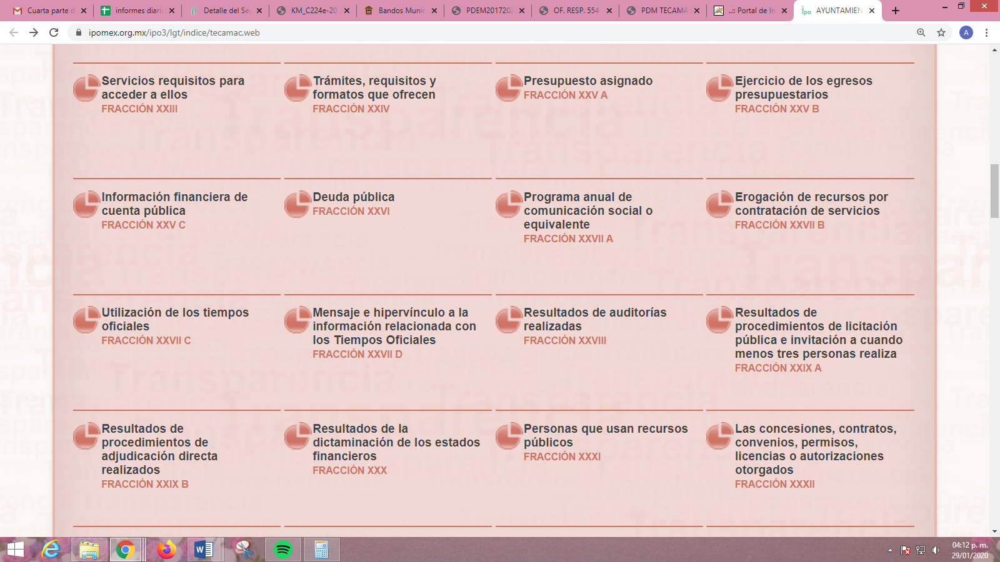 Cuarta parte d
informes diari
Detalle del Se
KM_C224e-20
Bandos Munic
PDEM2017202
OF. RESP. 554
PDM TECAMA
..:: Portal de In
AYUNTAMIEN
ipomex.org.mx/ipo3/lgt/indice/tecamac.web
A
Servicios requisitos para
acceder a ellos
FRACCIÓN XXIII
Trámites, requisitos y
formatos que ofrecen
FRACCIÓN XXIV
Presupuesto asignado
FRACCIÓN XXV A
Ejercicio de los egresos
presupuestarios
FRACCIÓN XXV B
Información financiera de
cuenta pública
FRACCIÓN XXV C
Deuda pública
FRACCIÓN XXVI
Programa anual de
comunicación social o
equivalente
FRACCIÓN XXVII A
Erogación de recursos por
contratación de servicios
FRACCIÓN XXVII B
Utilización de los tiempos
oficiales
FRACCIÓN XXVII C
Mensaje e hipervínculo a la
información relacionada con
los Tiempos Oficiales
FRACCIÓN XXVII D
Resultados de auditorías
realizadas
FRACCIÓN XXVIII
Resultados de
procedimientos de licitación
pública e invitación a cuando
menos tres personas realiza
FRACCIÓN XXIX A
Resultados de
procedimientos de
adjudicación directa
realizados
FRACCIÓN XXIX B
Resultados de la
dictaminación de los estados
financieros
FRACCIÓN XXX
Personas que usan recursos
públicos
FRACCIÓN XXXI
Las concesiones, contratos,
convenios, permisos,
licencias o autorizaciones
otorgados
FRACCIÓN XXXII
04:12 p. m.
29/01/2020